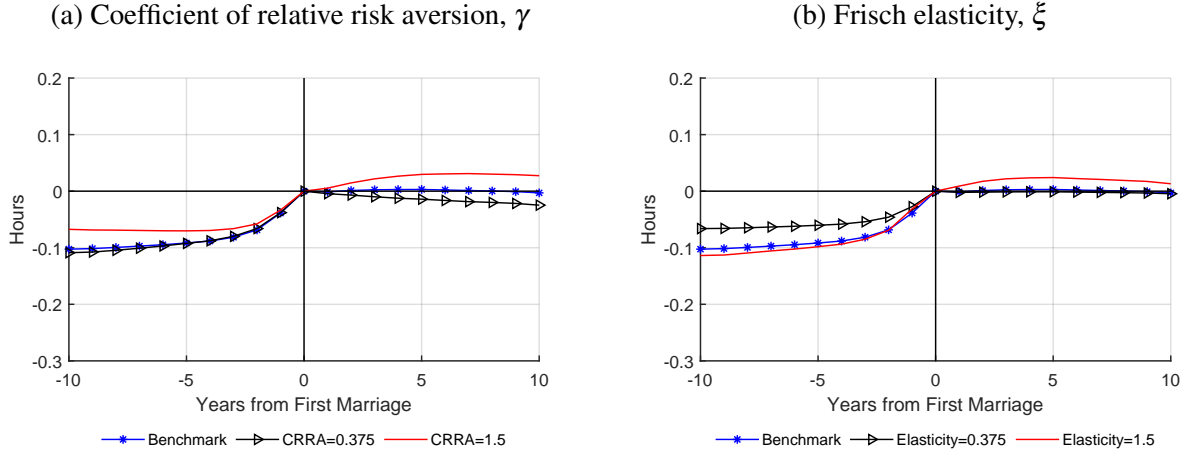 (a) Coefficient of relative risk aversion, γ
0.2
0.1
0
-0.1
-0.2
-0.3
Hours
-10
-5
0
5
10
Years from First Marriage
Benchmark
CRRA=0.375
CRRA=1.5
(b) Frisch elasticity, ξ
0.2
0.1
0
-0.1
-0.2
-0.3
Hours
-10
-5
0
5
10
Years from First Marriage
Benchmark
Elasticity=0.375
Elasticity=1.5